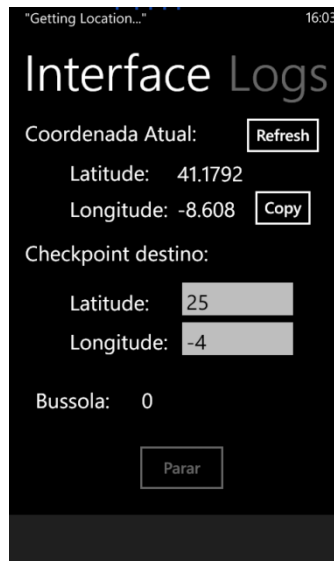 "Getting Location..." 16:03
Interface Logs
Coordenada Atual: Refresh
Latitude: 41.1792
Longitude: -8.608 Copy
Checkpoint destino:
Latitude: 25
Longitude: -4
Bussola: 0
Parar